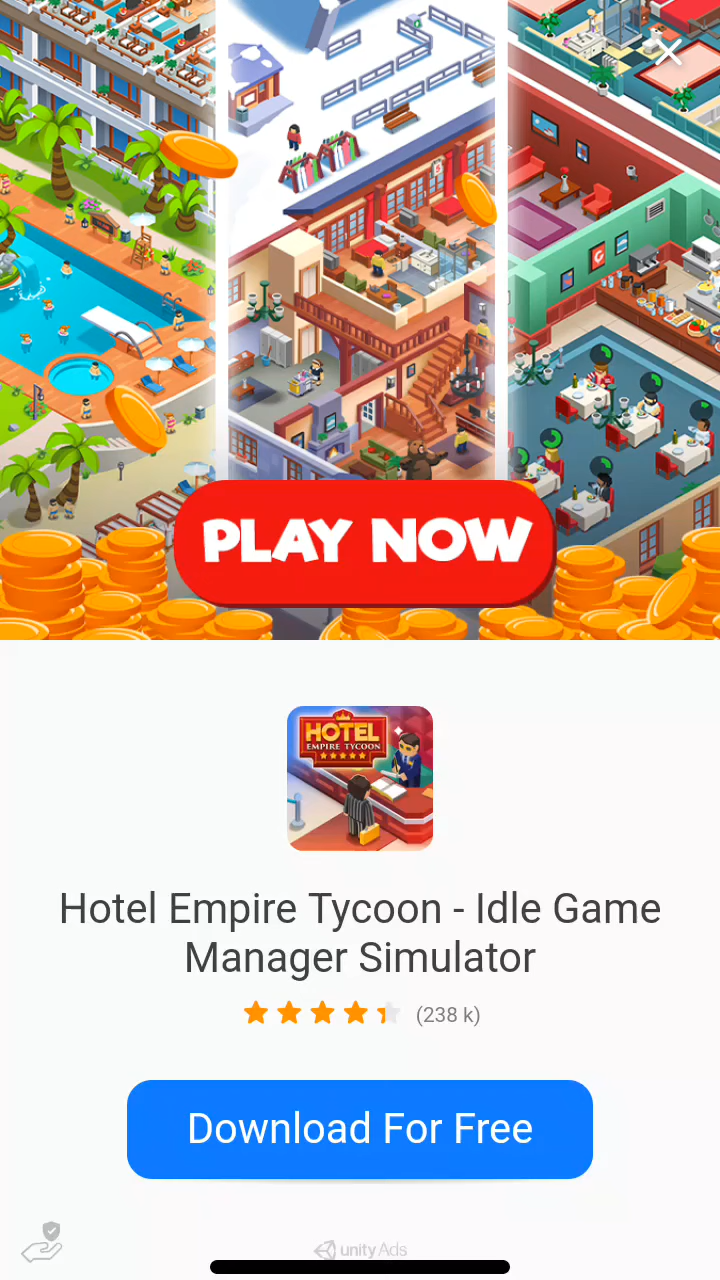 PLAY NOW
HOTEL
EMPIRE TYCOON
Hotel Empire Tycoon - Idle Game
Manager Simulator
(238 k)
Download For Free
unity Ads